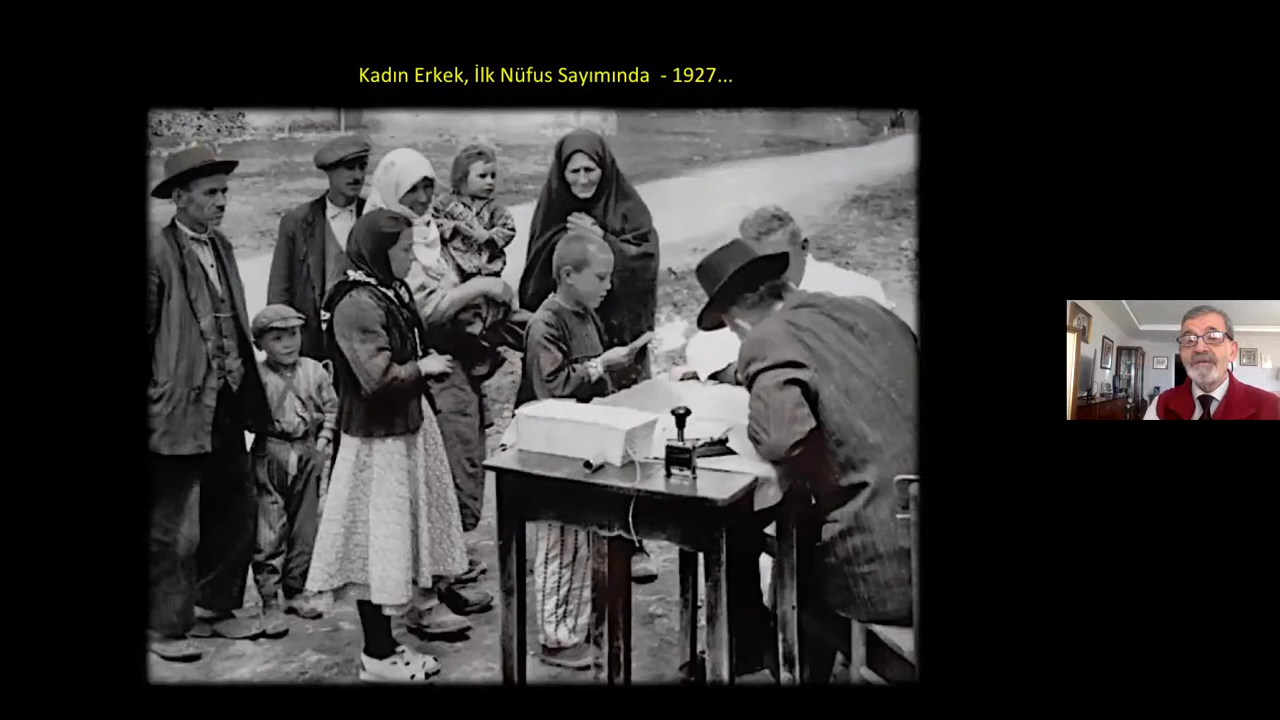 Kadın Erkek, İlk Nüfus Sayımında - 1927...